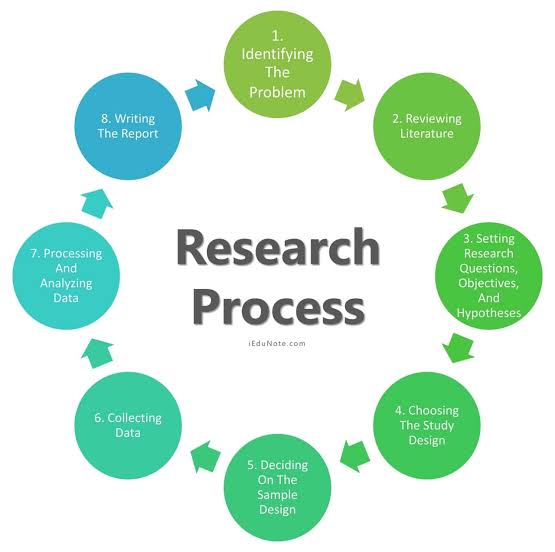 1.
Identifying
The
Problem
2. Reviewing
Literature
3. Setting
Research
Questions,
Objectives,
And
Hypotheses
4. Choosing
The Study
Design
5. Deciding
On The
Sample
Design
6. Collecting
Data
7. Processing
And
Analyzing
Data
8. Writing
The Report
Research
Process
iEduNote.com